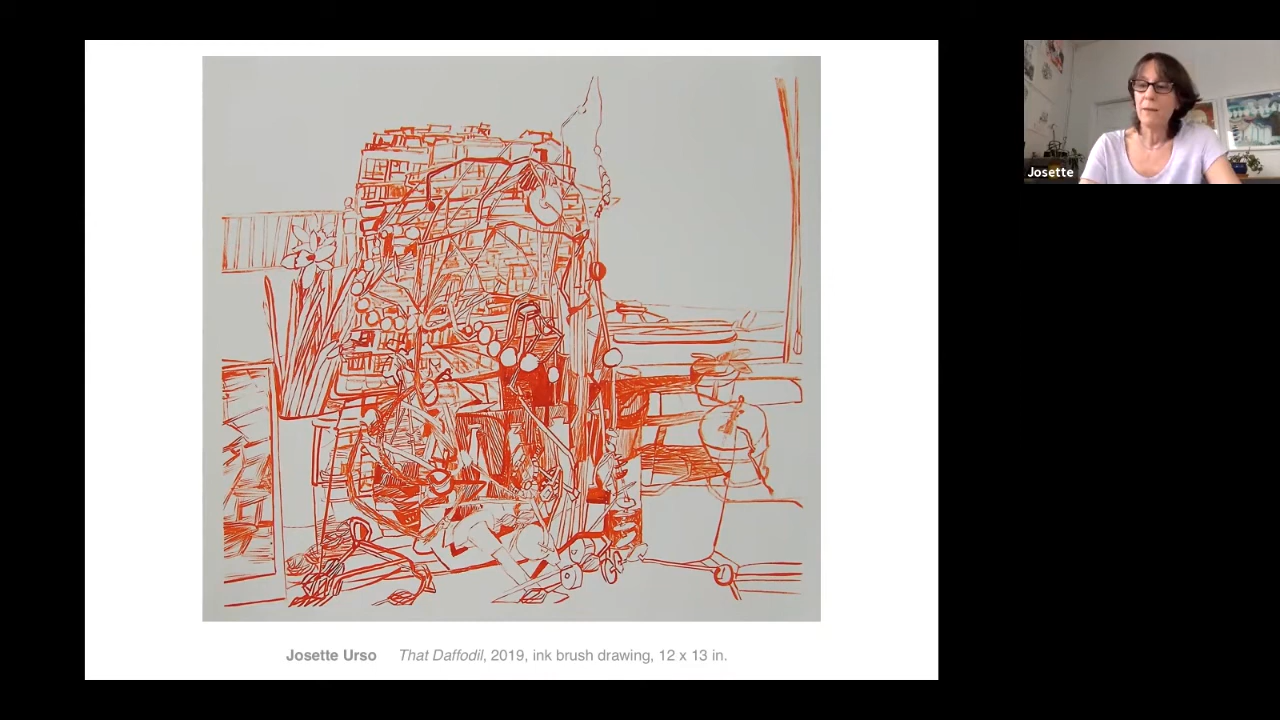 Josette
Josette Urso That Daffodil, 2019, ink brush drawing, 12 x 13 in.